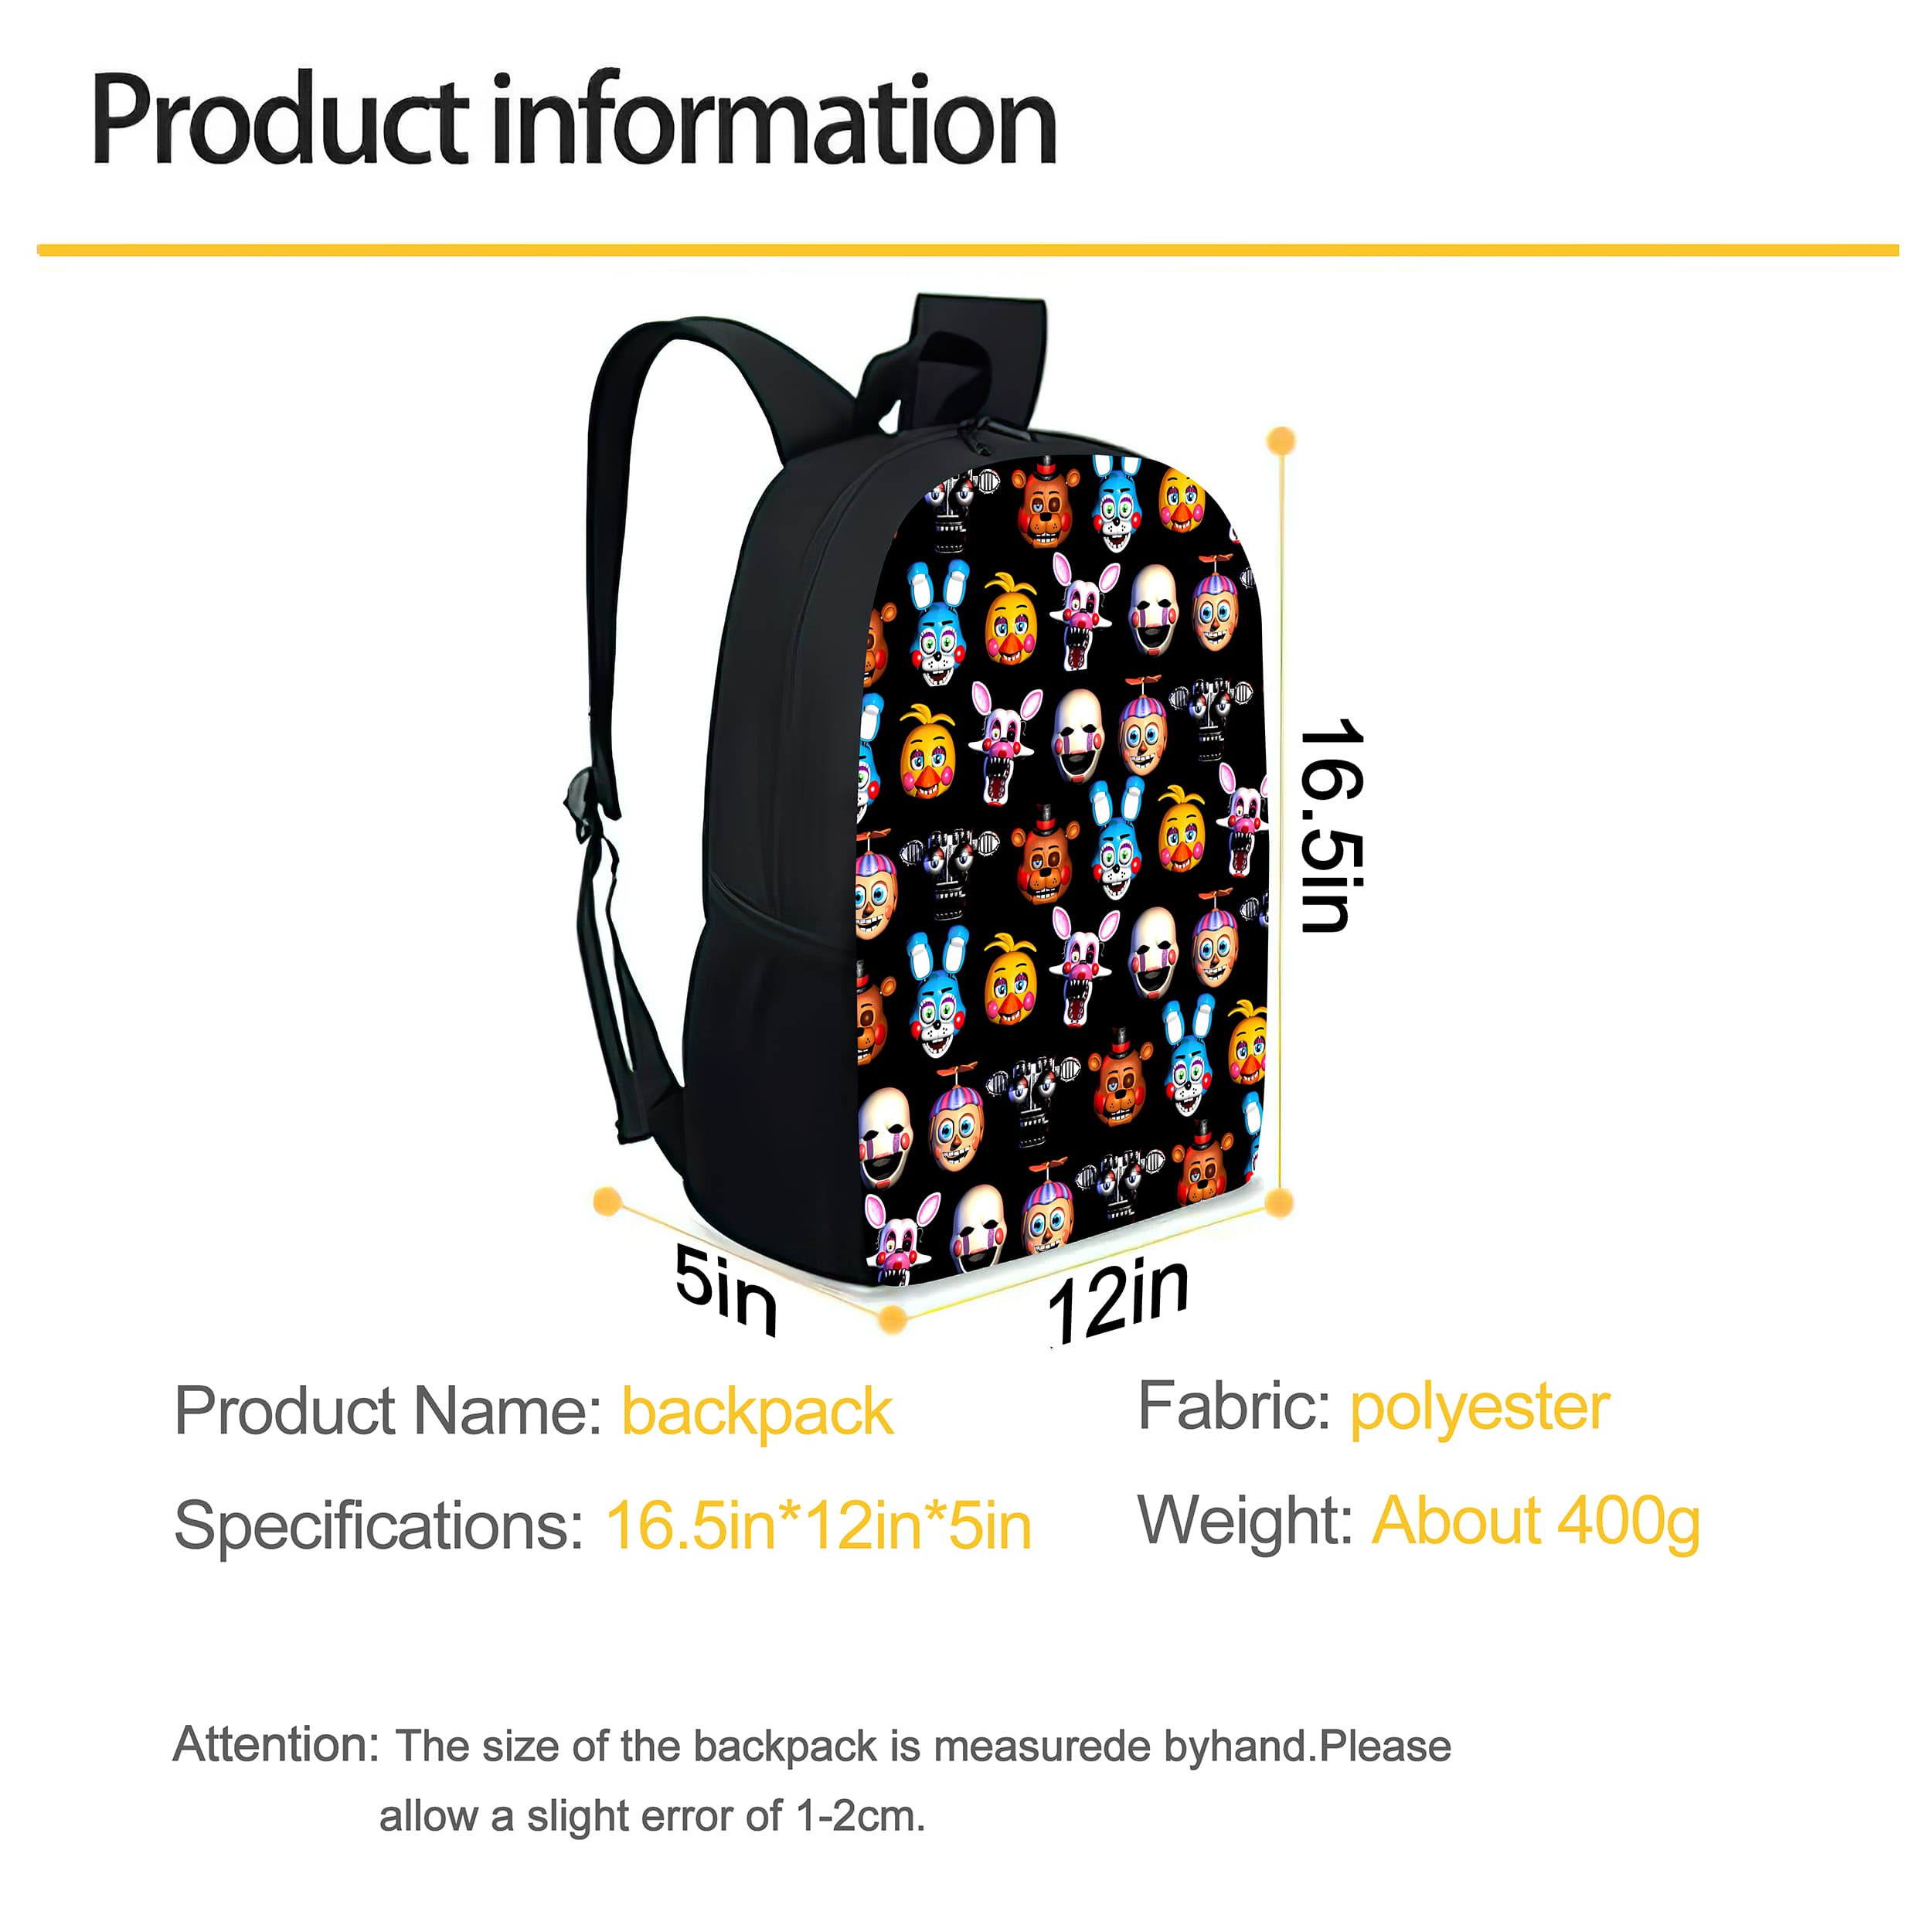 Product information
16.5in
5in
12in
Product Name: backpack
Fabric: polyester
Specifications: 16.5in*12in*5in
Weight: About 400g
Attention: The size of the backpack is measurede byhand.Please
allow a slight error of 1-2cm.